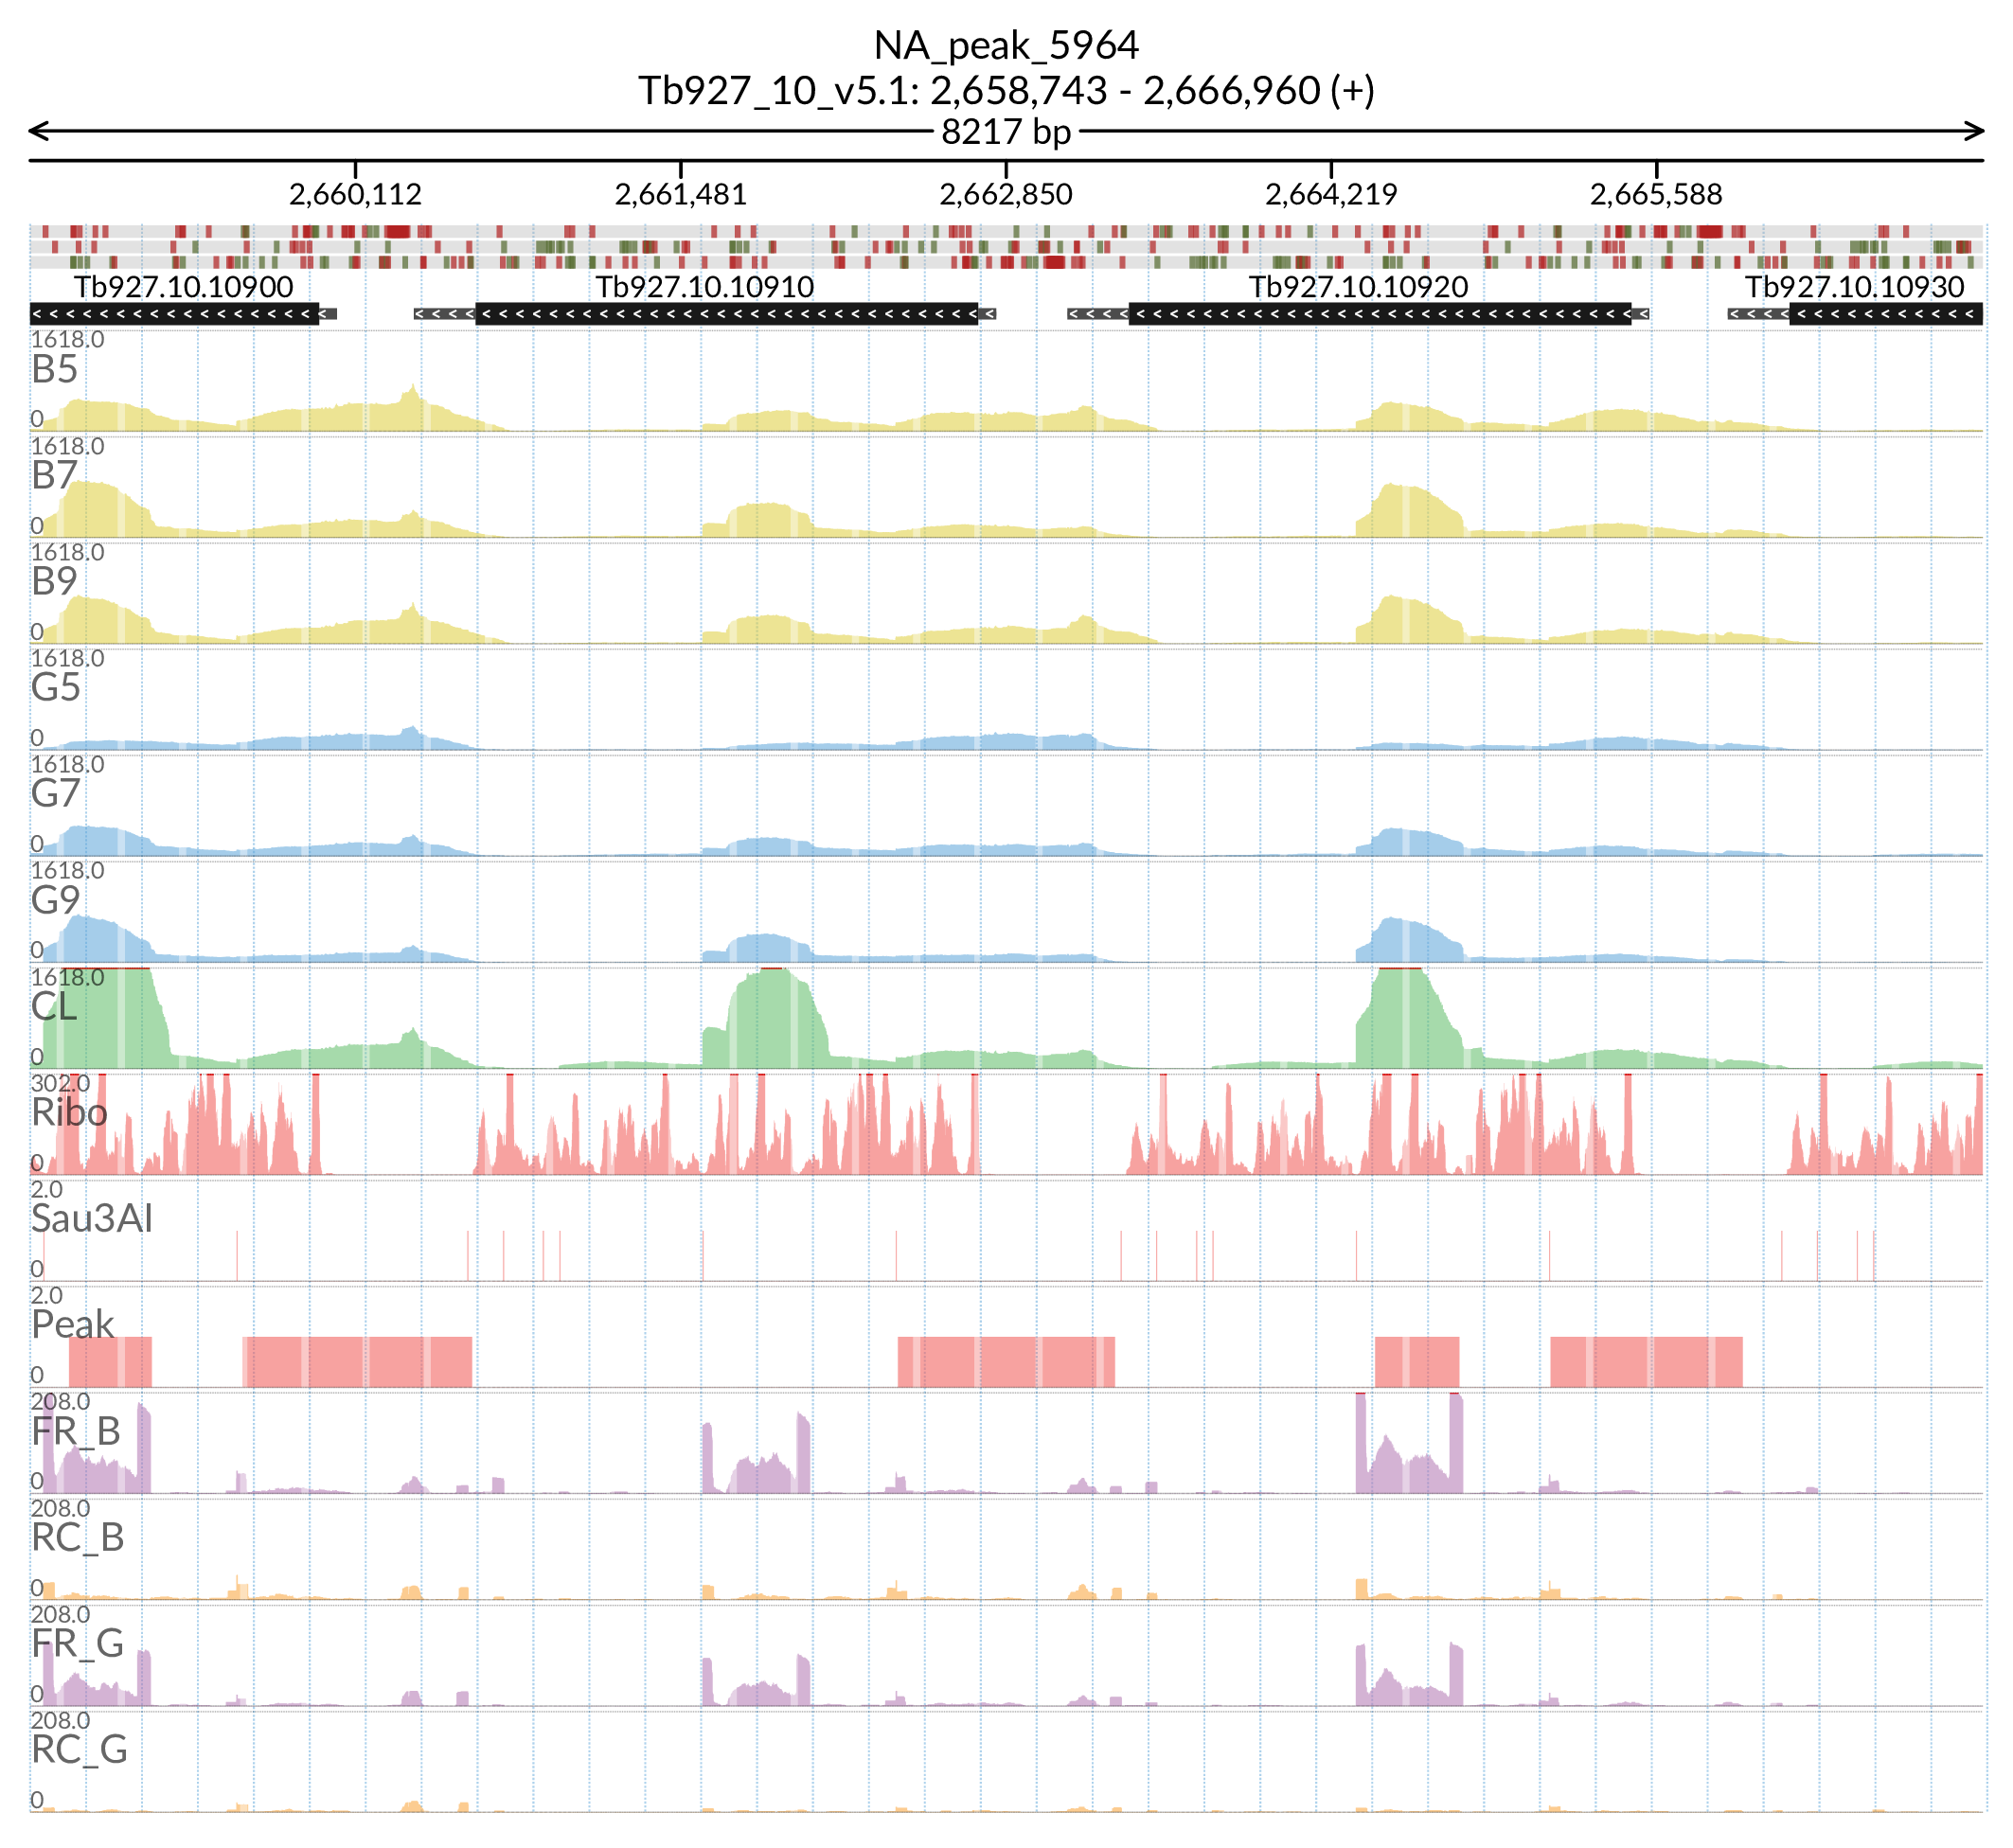 NA_peak_5964
Tb927_10_v5.1: 2,658,743 - 2,666,960 (+)
8217 bp
2,660,112 2,661,481 2,662,850 2,664,219 2,665,588
Tb927.10.10900 Tb927.10.10910 Tb927.10.10920 Tb927.10.10930
1618.0
B5
0
1618.0
B7
0
1618.0
B9
0
1618.0
G5
0
1618.0
G7
0
1618.0
G9
0
1618.0
CL
0
302.0
Ribo
0
2.0
Sau3AI
0
2.0
Peak
0
208.0
FR_B
0
208.0
RC_B
0
208.0
FR_G
0
208.0
RC_G
0